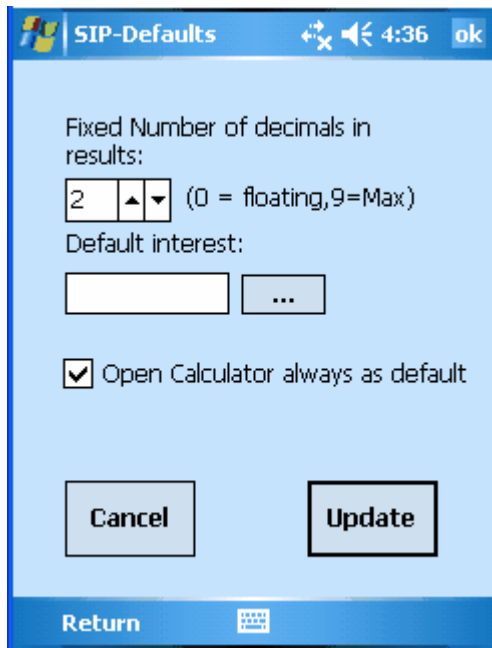 SIP-Defaults 4:36 ok
Fixed Number of decimals in
results:
2 (0 = floating,9=Max)
Default interest:
...
Open Calculator always as default
Cancel Update
Return